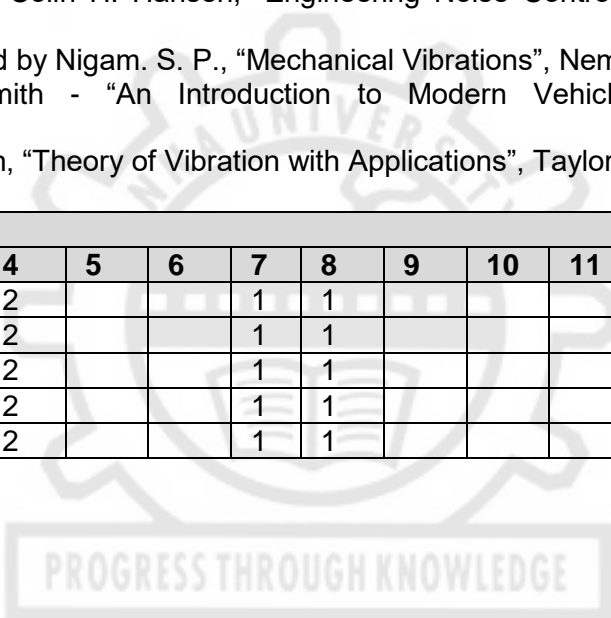 Colin H. Hansen, "Engineering Noise Contro
d by Nigam. S. P., "Mechanical Vibrations", Nem
mith - "An Introduction to Modern Vehicl
n, "Theory of Vibration with Applications", Taylor
4 5 6 7 8 9 10 11
2 1 1
2 1 1
2 1 1
2 1 1
2 1 1
UNIVERSITY
PROGRESS THROUGH KNOWLEDGE